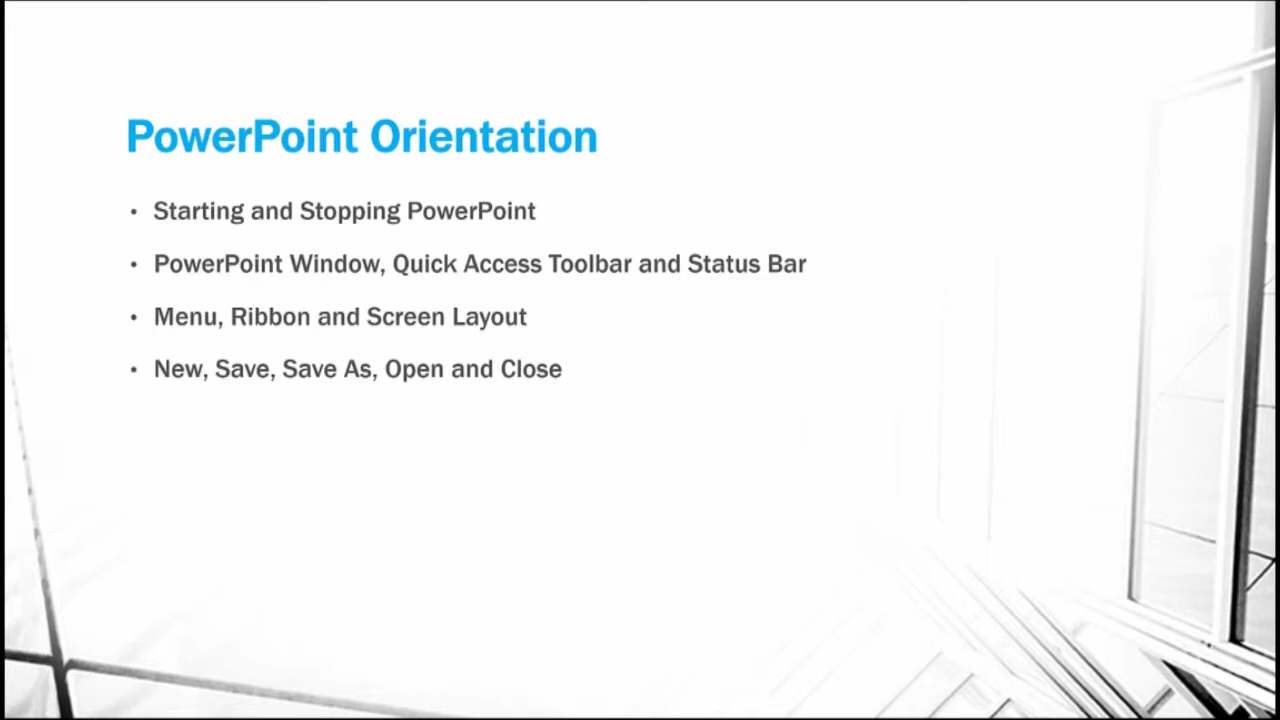 PowerPoint Orientation
• Starting and Stopping PowerPoint
• PowerPoint Window, Quick Access Toolbar and Status Bar
• Menu, Ribbon and Screen Layout
• New, Save, Save As, Open and Close